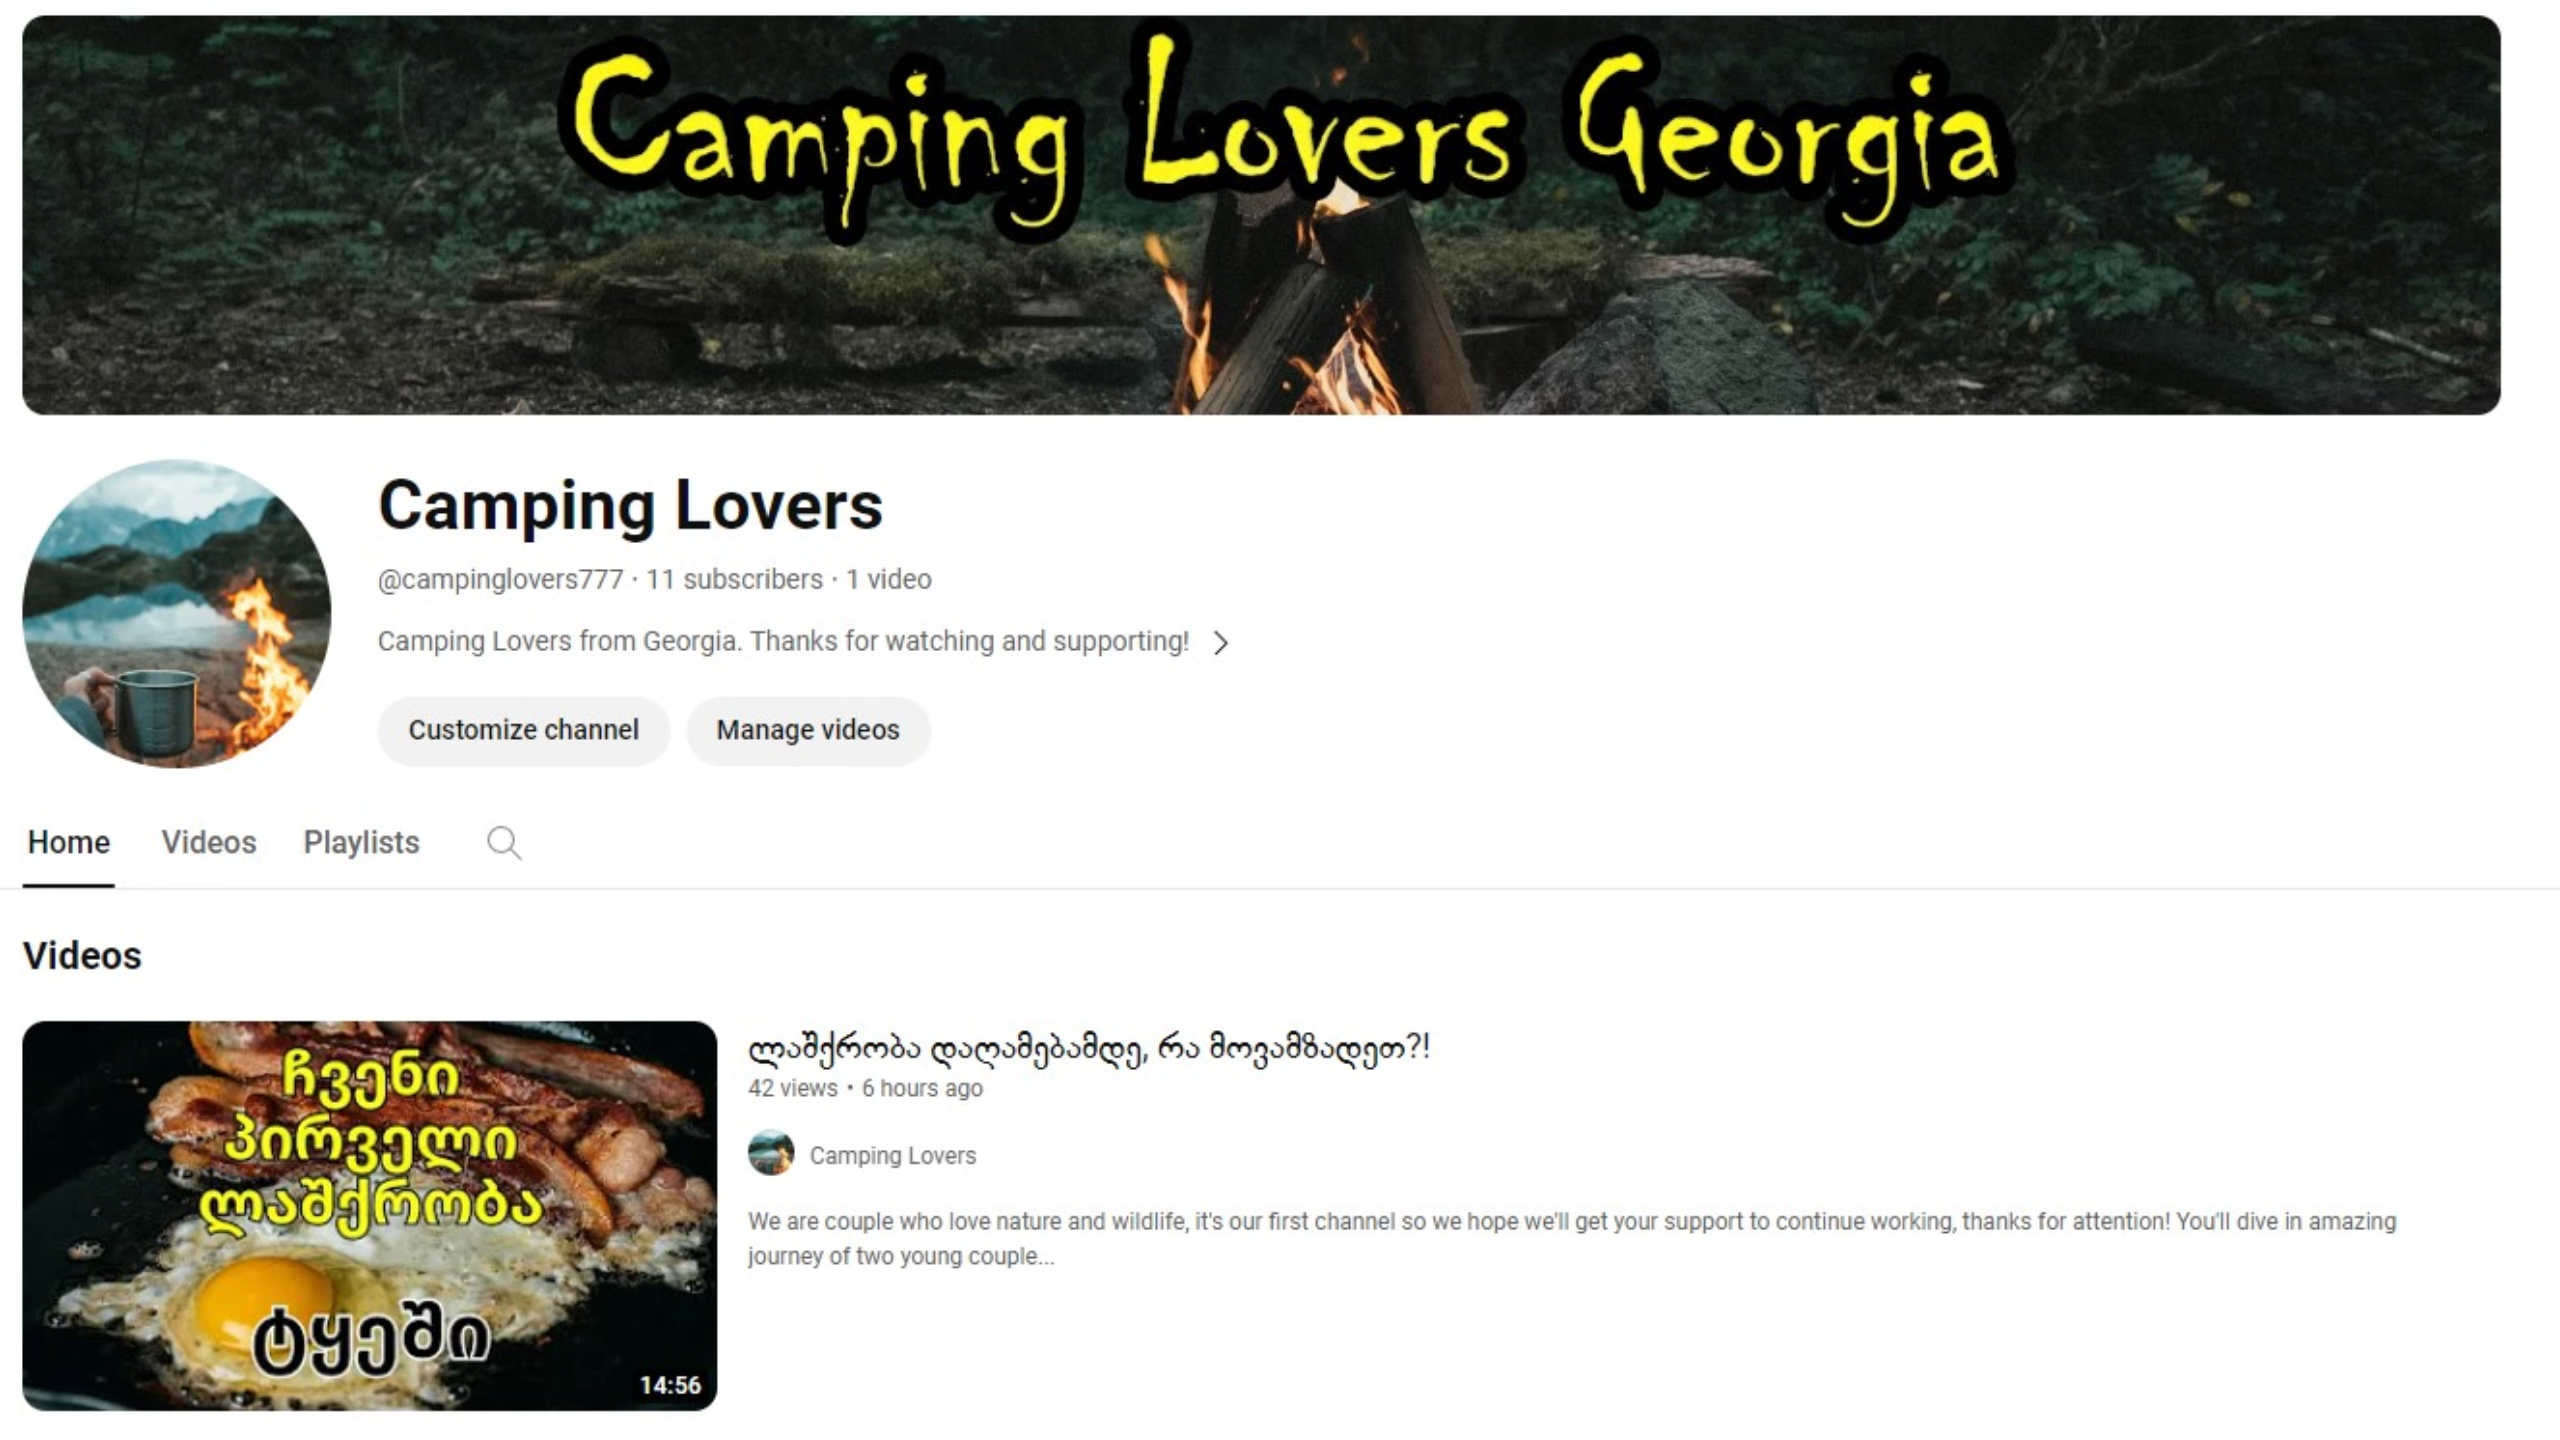 Camping Lovers Georgia
Camping Lovers
@campinglovers777 · 11 subscribers · 1 video
Camping Lovers from Georgia. Thanks for watching and supporting!
Customize channel
Manage videos
Home
Videos
Playlists
Videos
ჩვენი
პირველი
ლაშქრობა
ტყეში
14:56
ლაშქრობა დაღამებამდე, რა მოვამზადეთ?!
42 views • 6 hours ago
Camping Lovers
We are couple who love nature and wildlife, it's our first channel so we hope we'll get your support to continue working, thanks for attention! You'll dive in amazing
journey of two young couple...